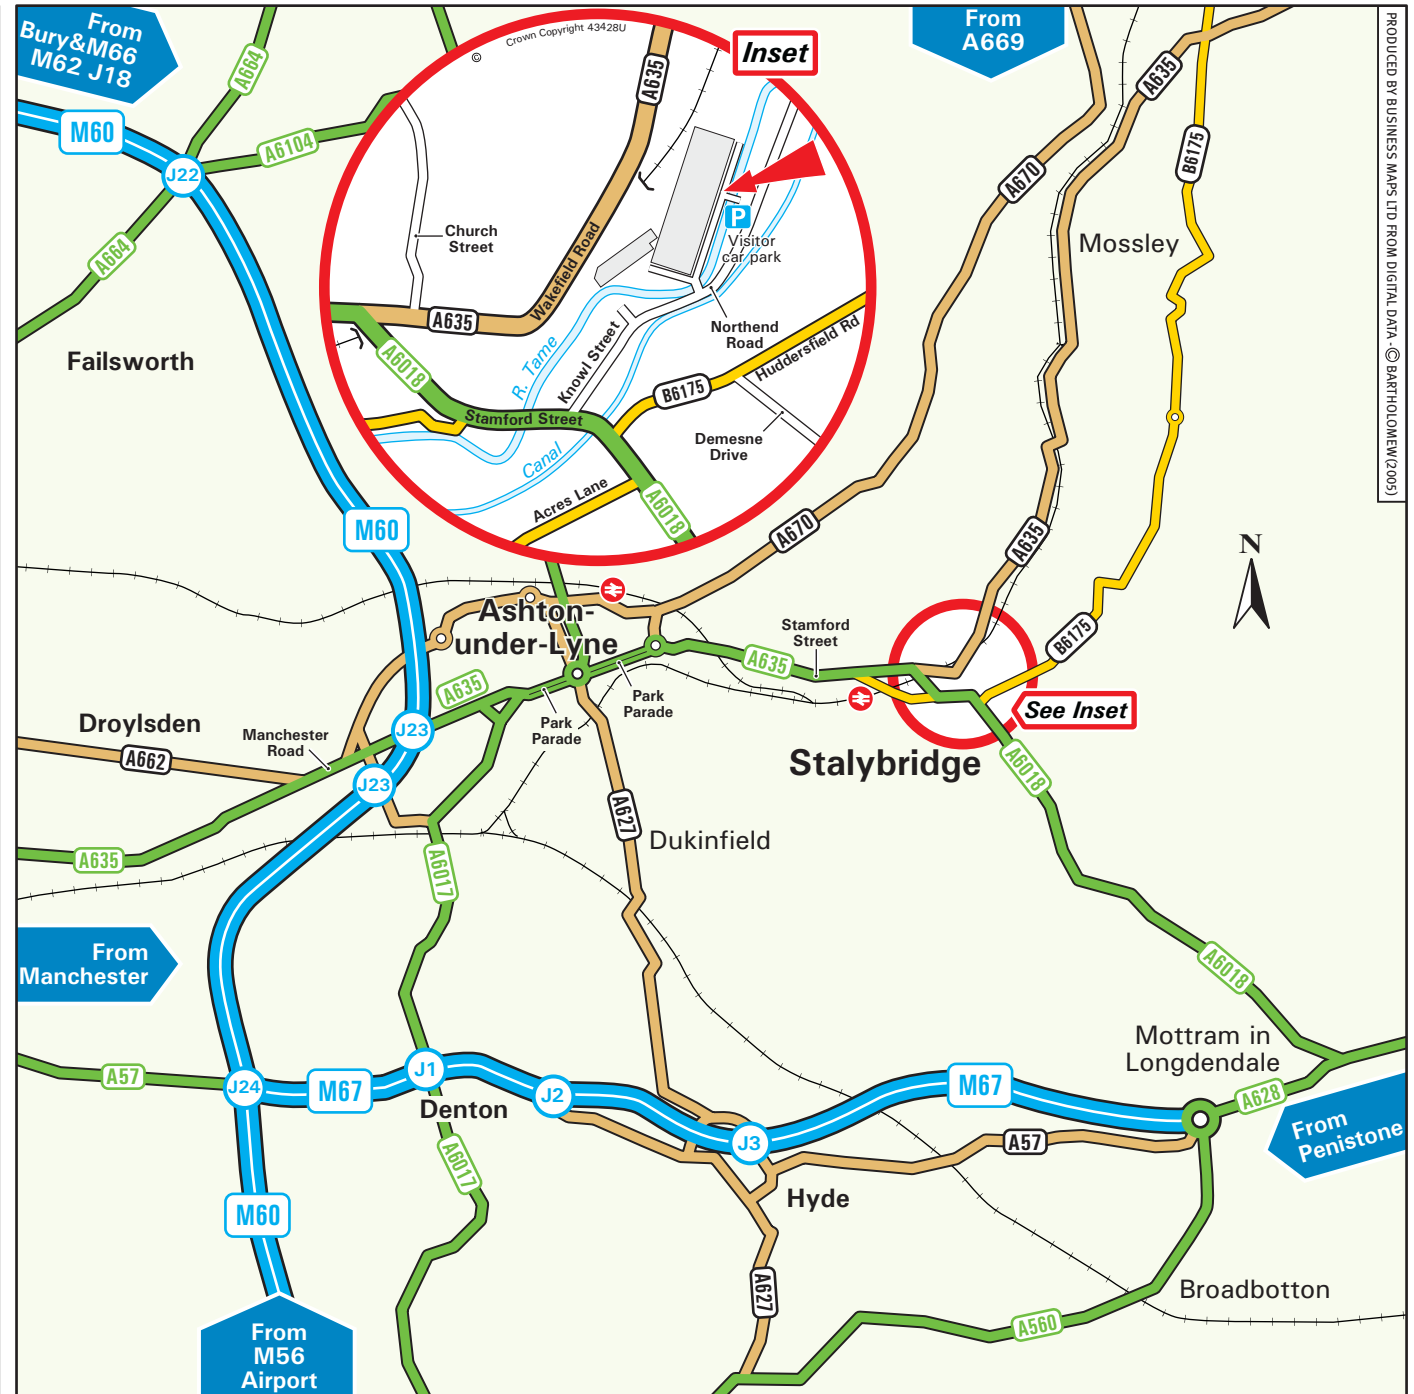 From
Bury&M66
M62 J18
M60
A664
A6104
J22
A664
Failsworth
Crown Copyright 43428U
©
Inset
A635
Church
Street
Wakefield Road
P
Visitor
car park
A635
Northend
Road
Knowl Street
R. Tame
Huddersfield Rd
A6018
B6175
Stamford Street
Demesne
Drive
Canal
Acres Lane
A6018
From
A669
A635
B6175
A670
Mossley
PRODUCED BY BUSINESS MAPS LTD FROM DIGITAL DATA - © BARTHOLOMEW(2005)
M60
A670
A635
N
Ashton-
under-Lyne
Stamford
Street
B6175
A635
A635
Park
Parade
Park
Parade
See Inset
Droylsden
Manchester
Road
J23
A662
J23
Stalybridge
A6018
A627
Dukinfield
A635
A6017
From
Manchester
A6018
Mottram in
Longdendale
A57
J24
M67
J1
J2
Denton
M67
A628
From
Penistone
J3
A57
A6017
Hyde
M60
A627
Broadbotton
A560
From
M56
Airport